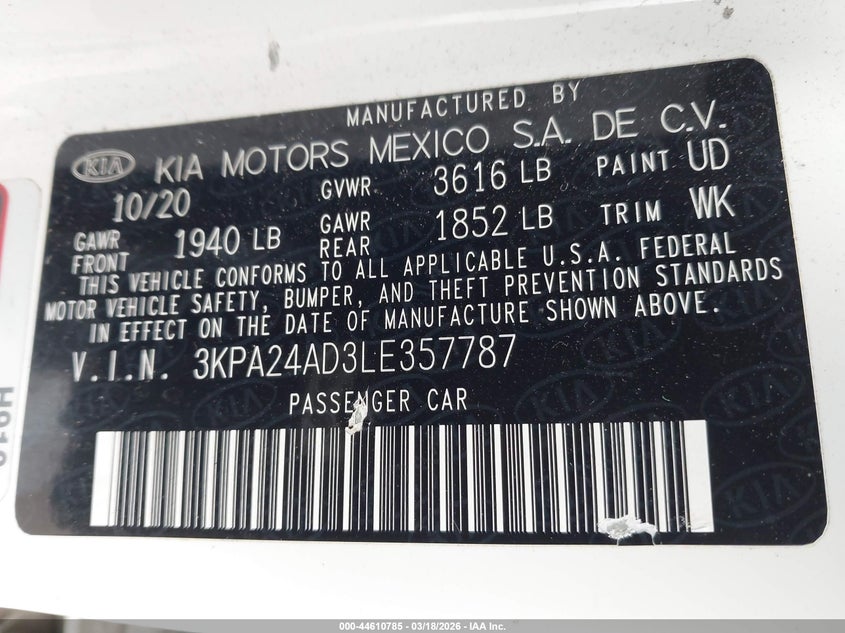 MANUFACTURED BY
KIA KIA MOTORS MEXICO S.A. DE C.V.
10/20 GVWR 3616 LB PAINT UD
GAWR FRONT 1940 LB GAWR REAR 1852 LB TRIM WK
THIS VEHICLE CONFORMS TO ALL APPLICABLE U.S.A. FEDERAL
MOTOR VEHICLE SAFETY, BUMPER, AND THEFT PREVENTION STANDARDS
IN EFFECT ON THE DATE OF MANUFACTURE SHOWN ABOVE.
V.I.N. 3KPA24AD3LE357787
PASSENGER CAR
000-44610785 - 03/18/2026 - IAA Inc.